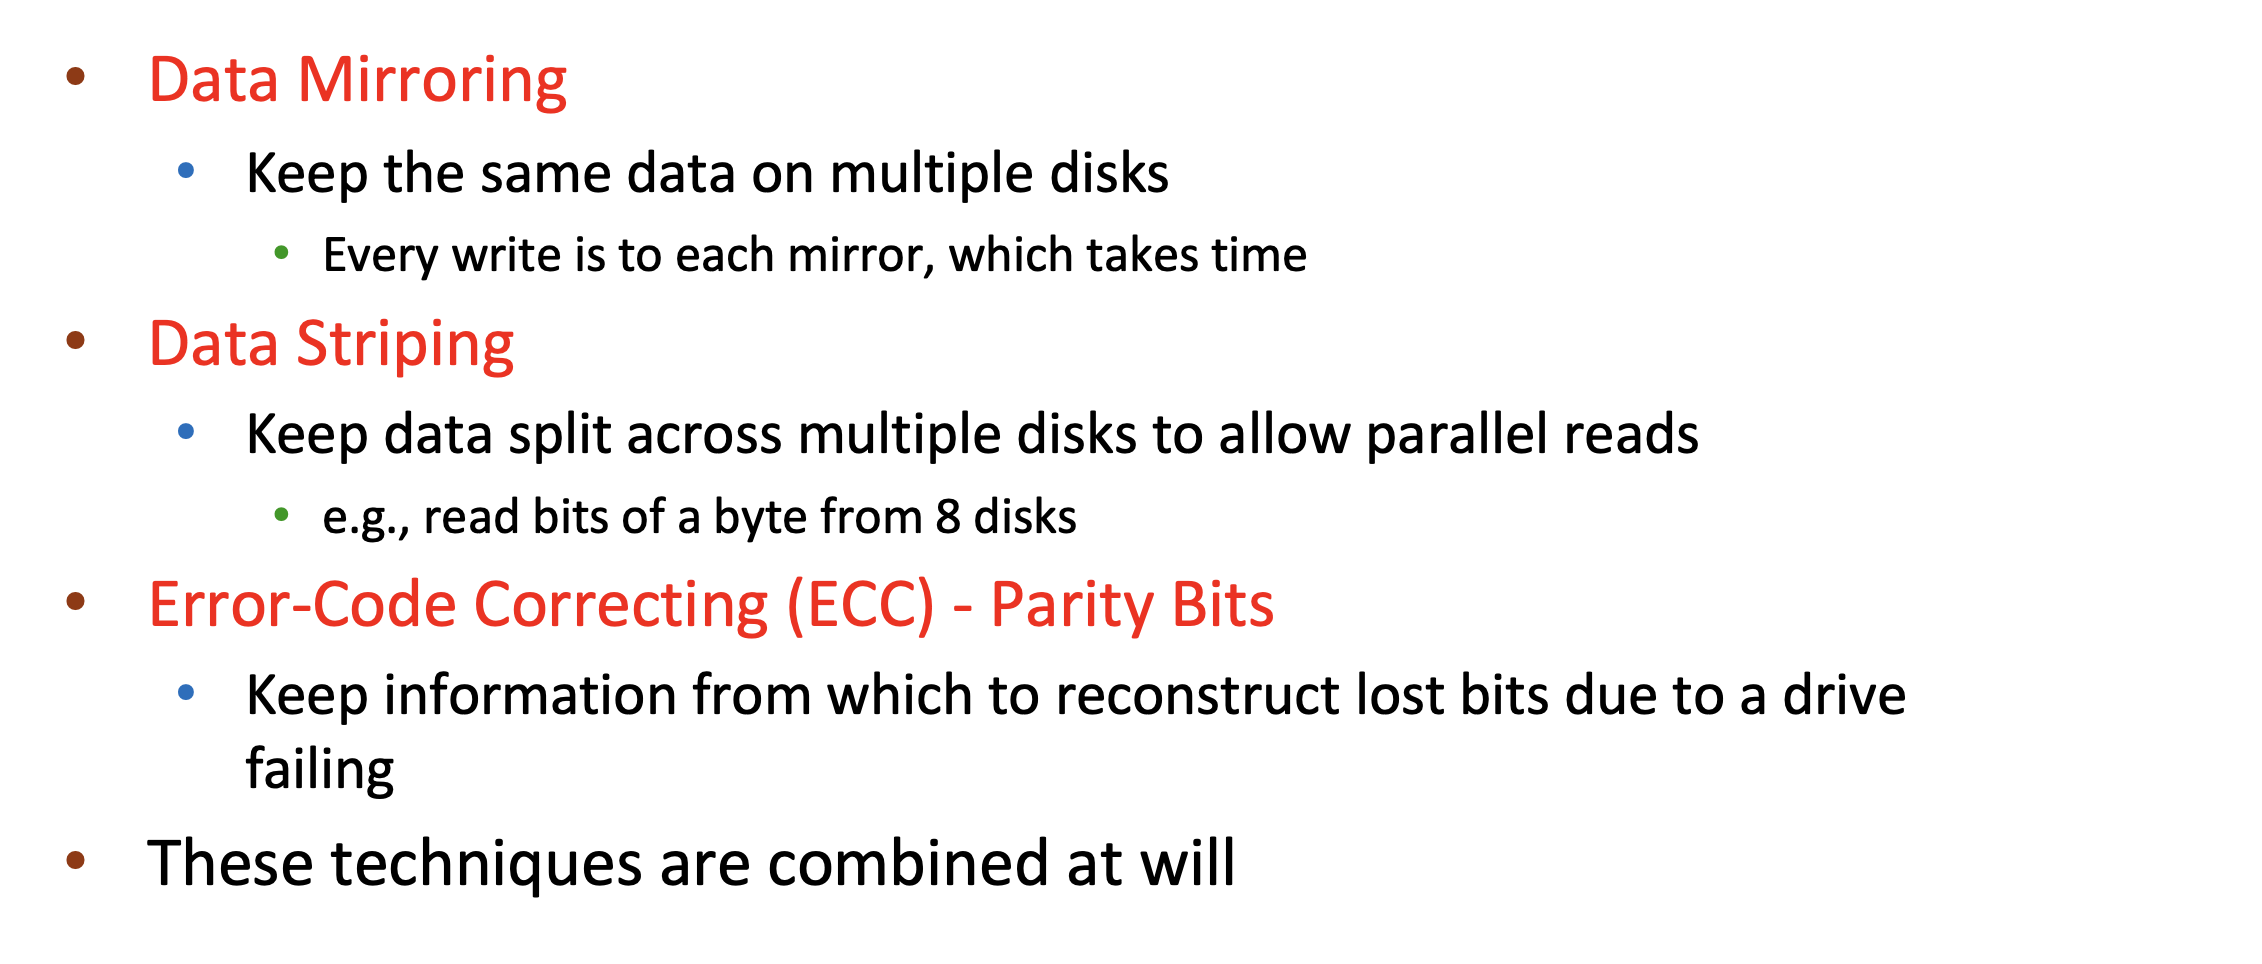 • Data Mirroring
• Keep the same data on multiple disks
• Every write is to each mirror, which takes time
• Data Striping
• Keep data split across multiple disks to allow parallel reads
• e.g., read bits of a byte from 8 disks
• Error-Code Correcting (ECC) - Parity Bits
• Keep information from which to reconstruct lost bits due to a drive
failing
• These techniques are combined at will